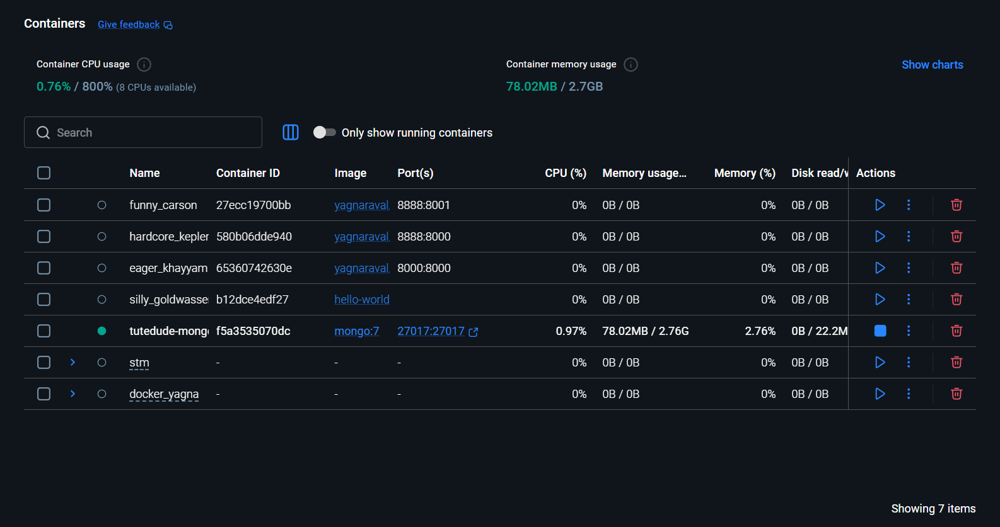 Containers Give feedback
Container CPU usage
0.76% / 800% (8 CPUs available)
Container memory usage
78.02MB / 2.7GB
Show charts
Search
Only show running containers
Name Container ID Image Port(s) CPU (%) Memory usage... Memory (%) Disk read/w Actions
funny_carson 27ecc19700bb yagnaraval, 8888:8001 0% 0B / 0B 0% 0B / 0B
hardcore_kepler 580b06dde940 yagnaraval, 8888:8000 0% 0B / 0B 0% 0B / 0B
eager_khayyam 65360742630e yagnaraval, 8000:8000 0% 0B / 0B 0% 0B / 0B
silly_goldwasser b12dce4edf27 hello-world 0% 0B / 0B 0% 0B / 0B
tutedude-mongo f5a3535070dc mongo:7 27017:27017 0.97% 78.02MB / 2.76G 2.76% 0B / 22.2M
stm - - - 0% 0B / 0B 0% 0B / 0B
docker_yagna - - - 0% 0B / 0B 0% 0B / 0B
Showing 7 items